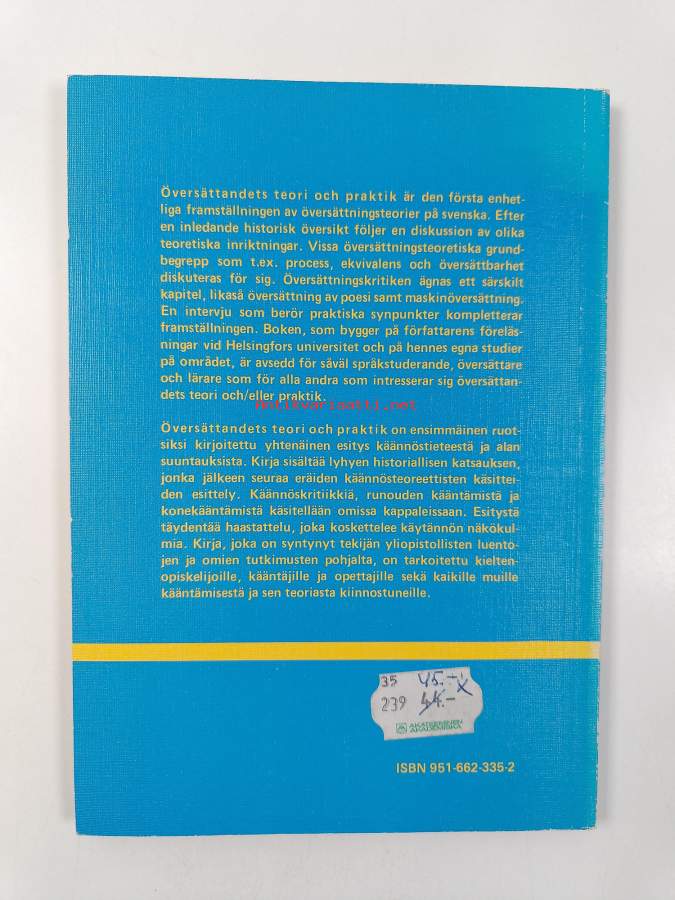 Översättandets teori och praktik är den första enhet-
liga framställningen av översättningsteorier på svenska. Efter
en inledande historisk översikt följer en diskussion av olika
teoretiska inriktningar. Vissa översättningsteoretiska grund-
begrepp som t.ex. process, ekvivalens och översättbarhet
diskuteras för sig. Översättningskritiken ägnas ett särskilt
kapitel, likaså översättning av poesi samt maskinöversättning.
En intervju som berör praktiska synpunkter kompletterar
framställningen. Boken, som bygger på författarens föreläs-
ningar vid Helsingfors universitet och på hennes egna studier
på området, är avsedd för såväl språkstuderande, översättare
och lärare som för alla andra som intresserar sig översättan-
dets teori och/eller praktik.
Antikvariaatti.net
Översättandets teori och praktik on ensimmäinen ruot-
siksi kirjoitettu yhtenäinen esitys käännöstieteestä ja alan
suuntauksista. Kirja sisältää lyhyen historiallisen katsauksen,
jonka jälkeen seuraa eräiden käännösteoreettisten käsittei-
den esittely. Käännöskritiikkiä, runouden kääntämistä ja
konekääntämistä käsitellään omissa kappaleissaan. Esitystä
täydentää haastattelu, joka koskettelee käytännön näkökul-
mia. Kirja, joka on syntynyt tekijän yliopistollisten luento-
jen ja omien tutkimusten pohjalta, on tarkoitettu kielten-
opiskelijoille, kääntäjille ja opettajille sekä kaikille muille
kääntämisestä ja sen teoriasta kiinnostuneille.
35 45.- x
239 44.-
AKATEEMINEN
AKADEMISKA
ISBN 951-662-335-2